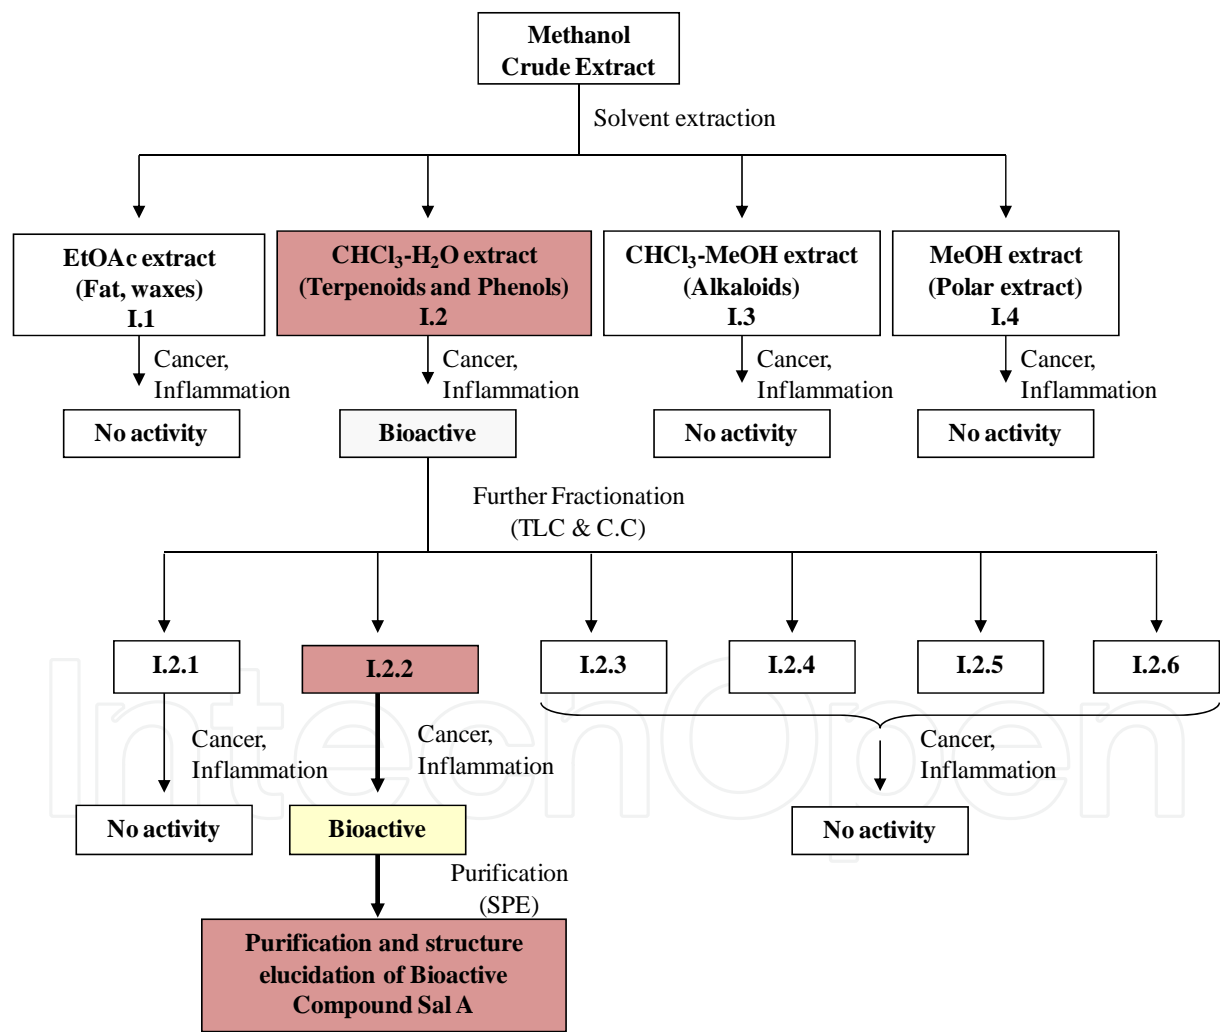 Methanol
Crude Extract
Solvent extraction
EtOAc extract
(Fat, waxes)
I.1
CHCl₃-H₂O extract
(Terpenoids and Phenols)
I.2
CHCl₃-MeOH extract
(Alkaloids)
I.3
MeOH extract
(Polar extract)
I.4
Cancer,
Inflammation
Cancer,
Inflammation
Cancer,
Inflammation
Cancer,
Inflammation
No activity
Bioactive
No activity
No activity
Further Fractionation
(TLC & C.C)
I.2.1
I.2.2
I.2.3
I.2.4
I.2.5
I.2.6
Cancer,
Inflammation
Cancer,
Inflammation
Cancer,
Inflammation
No activity
Bioactive
No activity
Purification
(SPE)
Purification and structure
elucidation of Bioactive
Compound Sal A
IntechOpen